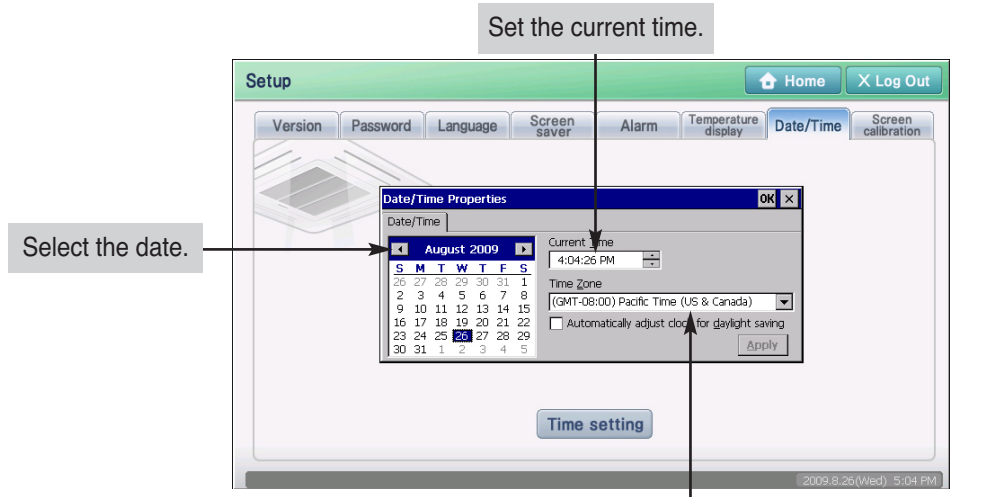 Set the current time.
Setup
Home
X Log Out
Version
Password
Language
Screen saver
Alarm
Temperature display
Date/Time
Screen calibration
Date/Time Properties
OK ×
Date/Time
Select the date.
August 2009
S M T W T F S
26 27 28 29 30 31 1
2 3 4 5 6 7 8
9 10 11 12 13 14 15
16 17 18 19 20 21 22
23 24 25 26 27 28 29
30 31 1 2 3 4 5
Current Time
4:04:26 PM
Time Zone
(GMT-08:00) Pacific Time (US & Canada)
Automatically adjust clock for daylight saving
Apply
Time setting
2009.8.26(Wed) 5:04 PM